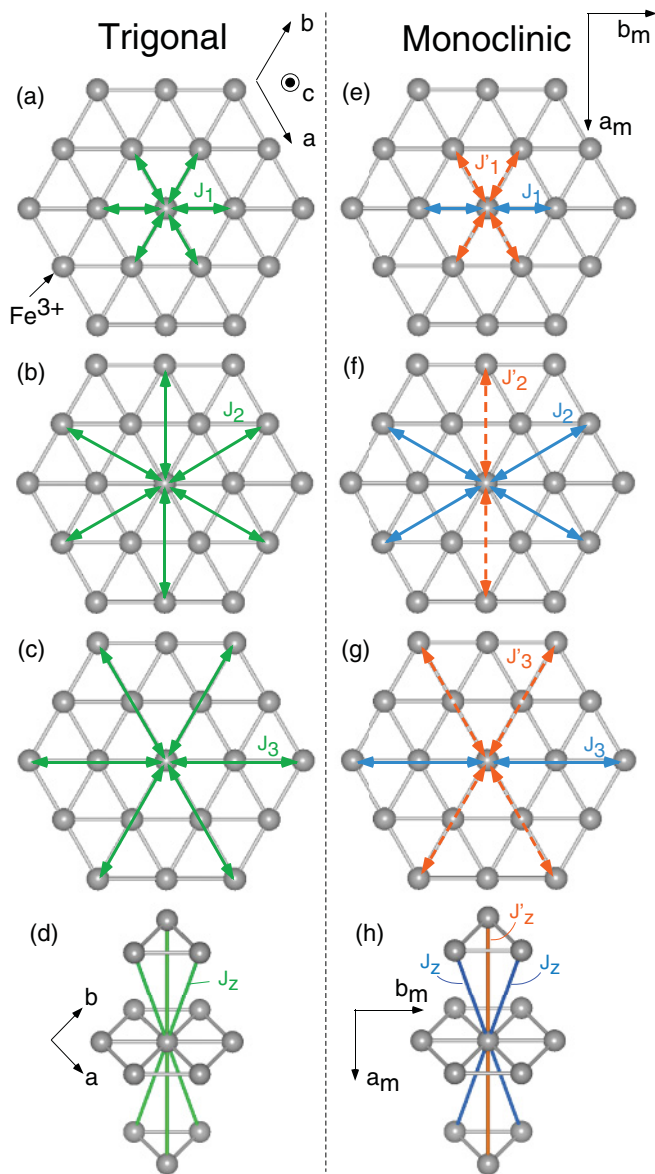 Trigonal
b
c
a
Monoclinic
b_m
a_m
(a)
J_1
Fe^3+
(e)
J'_1
J_1
(b)
J_2
(f)
J'_2
J_2
(c)
J_3
(g)
J'_3
J_3
(d)
J_z
b
a
(h)
J'_z
J_z
J_z
b_m
a_m